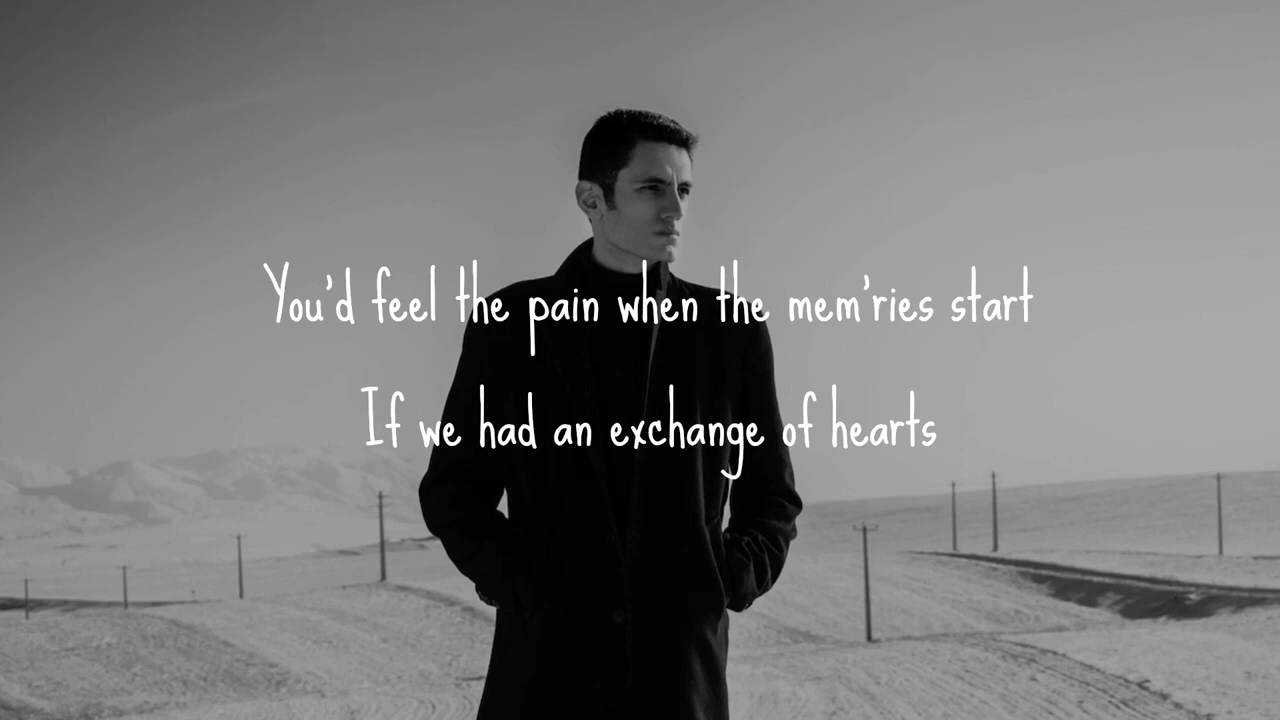 You'd feel the pain when the mem'ries start
If we had an exchange of hearts